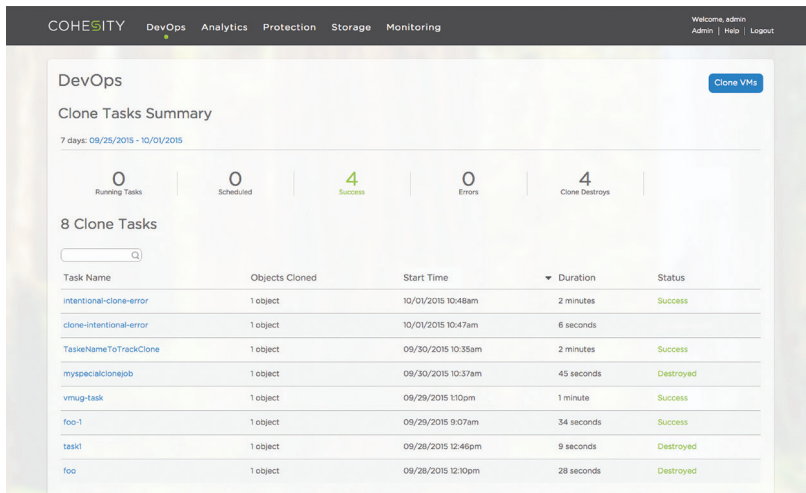 COHESITY DevOps Analytics Protection Storage Monitoring
Welcome, admin
Admin | Help | Logout
DevOps
Clone VMs
Clone Tasks Summary
7 days: 09/25/2015 - 10/01/2015
0 0 4 0 4
Running Tasks Scheduled Success Errors Clone Destroys
8 Clone Tasks
Task Name Objects Cloned Start Time Duration Status
intentional-clone-error 1 object 10/01/2015 10:48am 2 minutes Success
clone-intentional-error 1 object 10/01/2015 10:47am 6 seconds
TaskeNameToTrackClone 1 object 09/30/2015 10:35am 2 minutes Success
myspecialclonejob 1 object 09/30/2015 10:37am 45 seconds Destroyed
vmug-task 1 object 09/29/2015 1:10pm 1 minute Success
foo-1 1 object 09/29/2015 9:07am 34 seconds Success
task1 1 object 09/28/2015 12:46pm 9 seconds Destroyed
foo 1 object 09/28/2015 12:10pm 28 seconds Destroyed